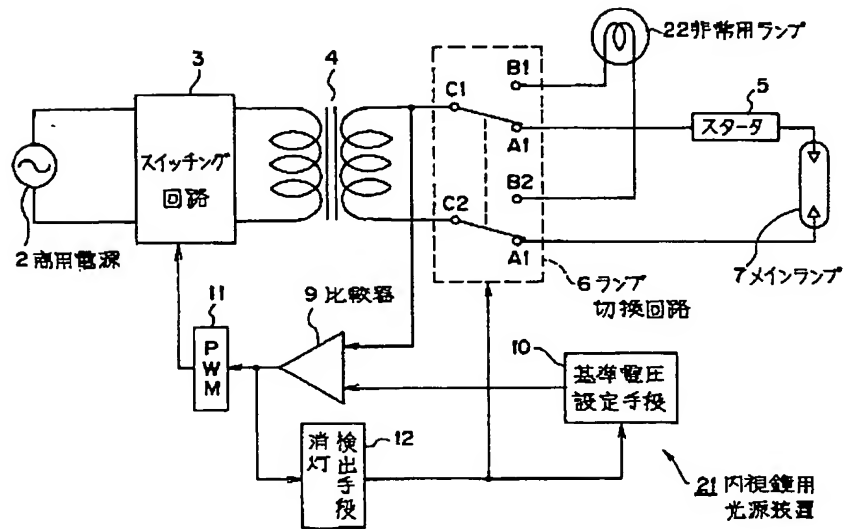 22非常用ランプ
3
4
B1
C1
5
スタータ
A1
スイッチング
回路
B2
C2
A1
2商用電源
7メインランプ
6ランプ
切換回路
11
9比較器
PWM
10
基準電圧
設定手段
12
消灯
検出手段
21内視鏡用
光源装置